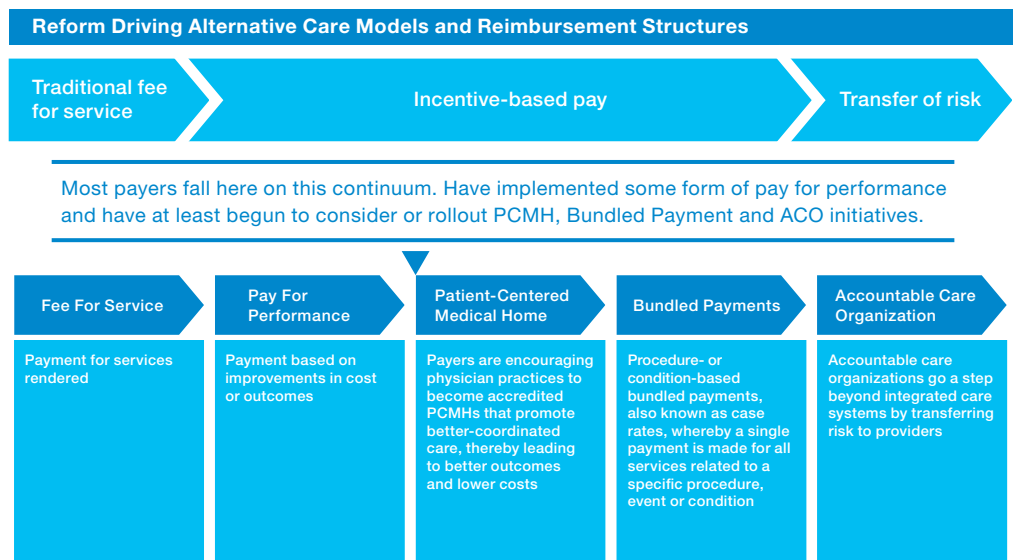 Reform Driving Alternative Care Models and Reimbursement Structures
Traditional fee
for service
Incentive-based pay
Transfer of risk
Most payers fall here on this continuum. Have implemented some form of pay for performance
and have at least begun to consider or rollout PCMH, Bundled Payment and ACO initiatives.
Fee For Service
Payment for services
rendered
Pay For
Performance
Payment based on
improvements in cost
or outcomes
Patient-Centered
Medical Home
Payers are encouraging
physician practices to
become accredited
PCMHs that promote
better-coordinated
care, thereby leading
to better outcomes
and lower costs
Bundled Payments
Procedure- or
condition-based
bundled payments,
also known as case
rates, whereby a single
payment is made for all
services related to a
specific procedure,
event or condition
Accountable Care
Organization
Accountable care
organizations go a step
beyond integrated care
systems by transferring
risk to providers